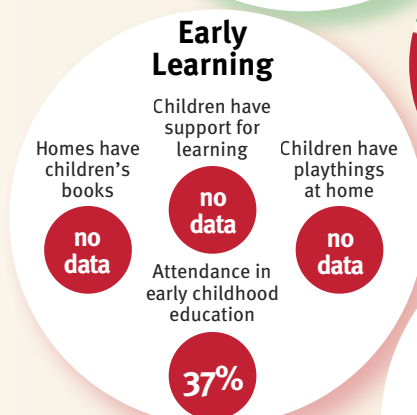 Early
Learning
Children have
support for
learning
no
data
Homes have
children’s
books
no
data
Children have
playthings
at home
no
data
Attendance in
early childhood
education
37%